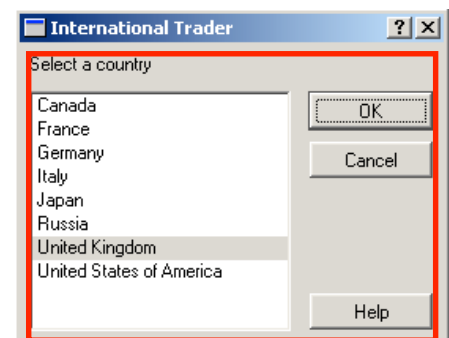 International Trader
Select a country
Canada
France
Germany
Italy
Japan
Russia
United Kingdom
United States of America
OK
Cancel
Help